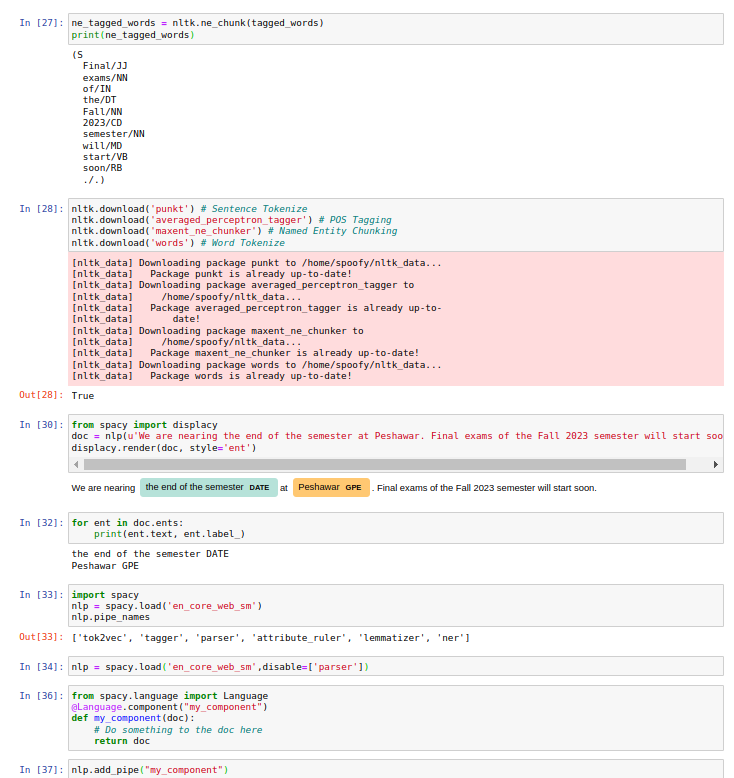 In [27]: ne_tagged_words = nltk.ne_chunk(tagged_words)
print(ne_tagged_words)
(S
  Final/JJ
  exams/NN
  of/IN
  the/DT
  Fall/NN
  2023/CD
  semester/NN
  will/MD
  start/VB
  soon/RB
  ./.)
In [28]: nltk.download('punkt') # Sentence Tokenize
nltk.download('averaged_perceptron_tagger') # POS Tagging
nltk.download('maxent_ne_chunker') # Named Entity Chunking
nltk.download('words') # Word Tokenize
[nltk_data] Downloading package punkt to /home/spoofy/nltk_data...
[nltk_data]   Package punkt is already up-to-date!
[nltk_data] Downloading package averaged_perceptron_tagger to
[nltk_data]     /home/spoofy/nltk_data...
[nltk_data]   Package averaged_perceptron_tagger is already up-to-
[nltk_data]       date!
[nltk_data] Downloading package maxent_ne_chunker to
[nltk_data]     /home/spoofy/nltk_data...
[nltk_data]   Package maxent_ne_chunker is already up-to-date!
[nltk_data] Downloading package words to /home/spoofy/nltk_data...
[nltk_data]   Package words is already up-to-date!
Out[28]: True
In [30]: from spacy import displacy
doc = nlp(u'We are nearing the end of the semester at Peshawar. Final exams of the Fall 2023 semester will start soo
displacy.render(doc, style='ent')
We are nearing the end of the semester DATE at Peshawar GPE . Final exams of the Fall 2023 semester will start soon.
In [32]: for ent in doc.ents:
    print(ent.text, ent.label_)
the end of the semester DATE
Peshawar GPE
In [33]: import spacy
nlp = spacy.load('en_core_web_sm')
nlp.pipe_names
Out[33]: ['tok2vec', 'tagger', 'parser', 'attribute_ruler', 'lemmatizer', 'ner']
In [34]: nlp = spacy.load('en_core_web_sm',disable=['parser'])
In [36]: from spacy.language import Language
@Language.component("my_component")
def my_component(doc):
    # Do something to the doc here
    return doc
In [37]: nlp.add_pipe("my_component")